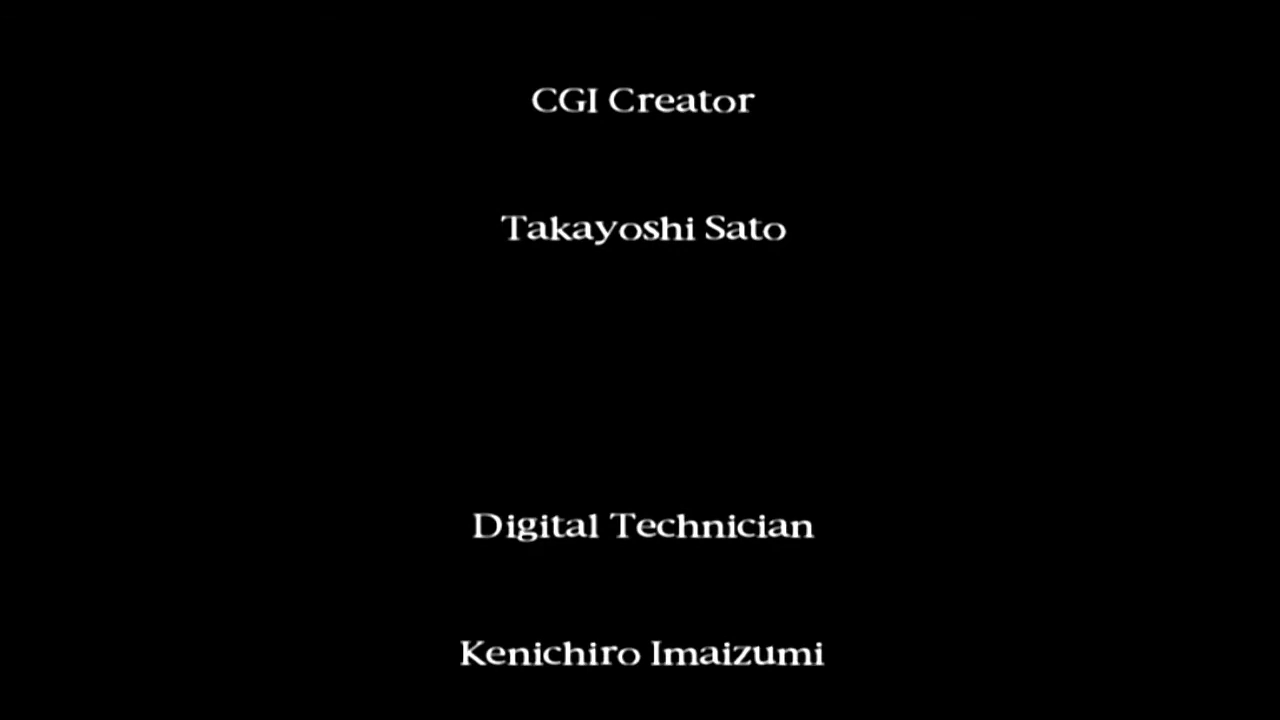 CGI Creator
Takayoshi Sato
Digital Technician
Kenichiro Imaizumi